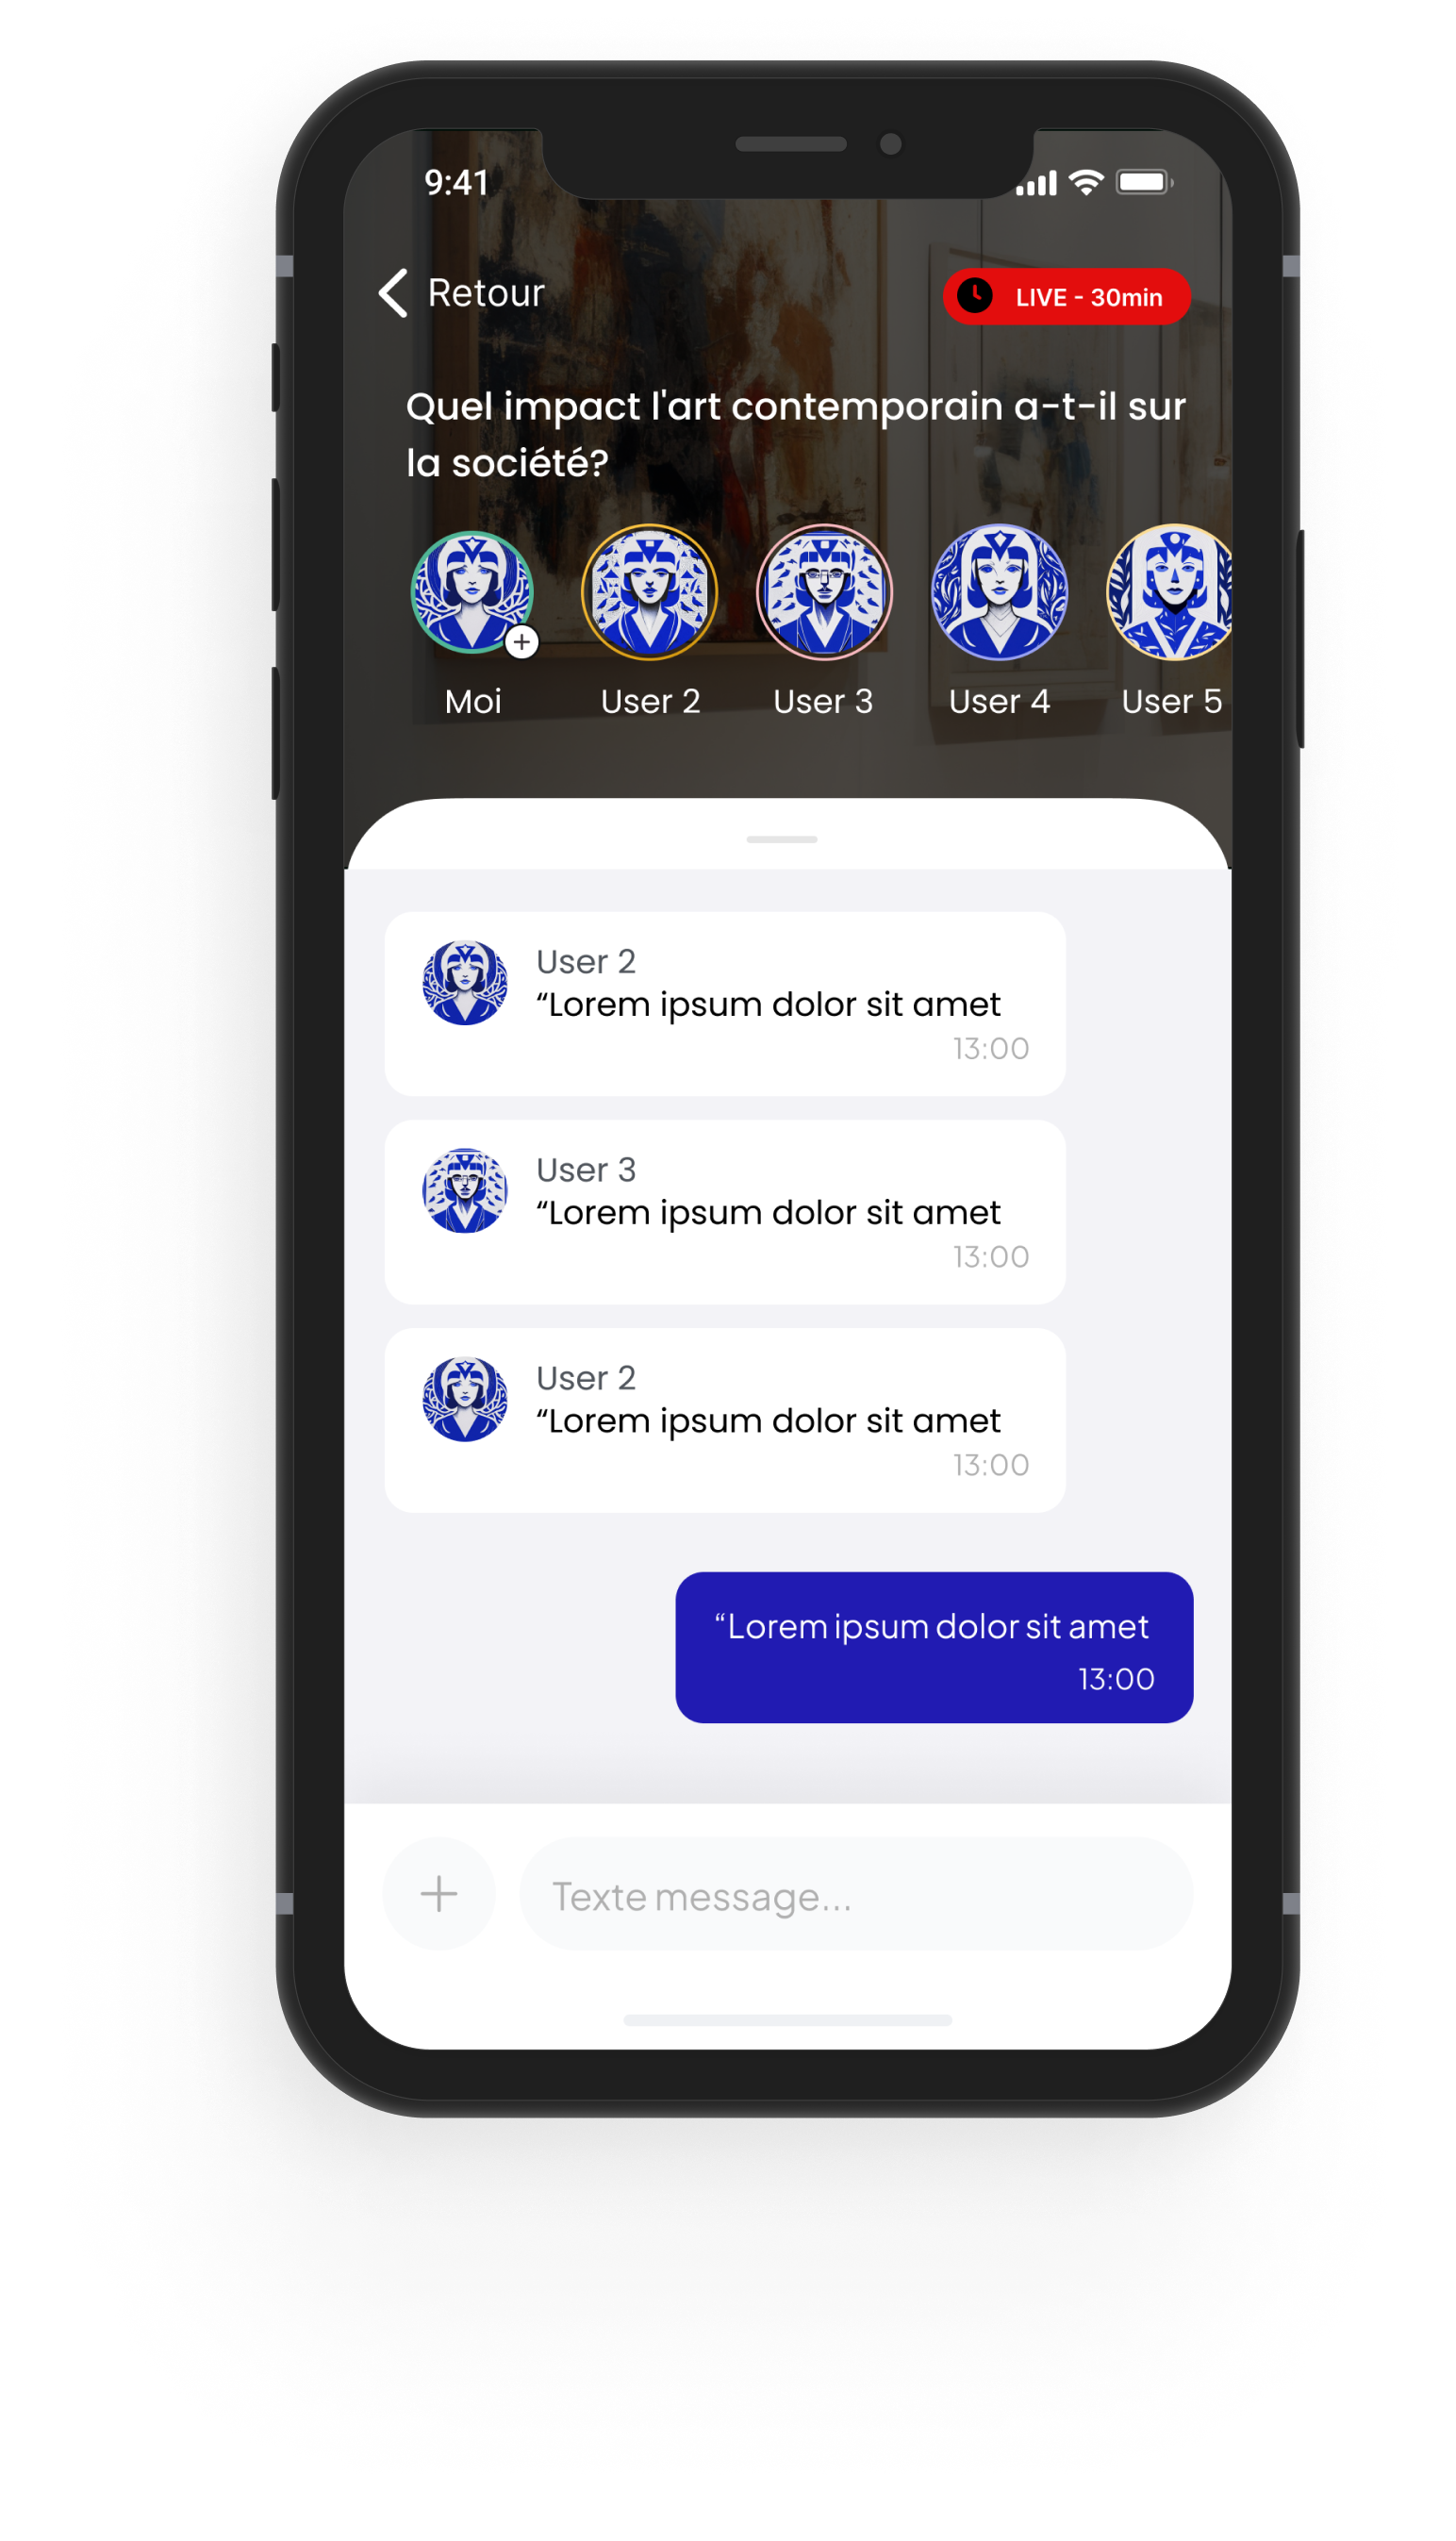 9:41
Retour
LIVE - 30min
Quel impact l'art contemporain a-t-il sur
la société?
Moi
User 2
User 3
User 4
User 5
User 2
“Lorem ipsum dolor sit amet
13:00
User 3
“Lorem ipsum dolor sit amet
13:00
User 2
“Lorem ipsum dolor sit amet
13:00
“Lorem ipsum dolor sit amet
13:00
Texte message...